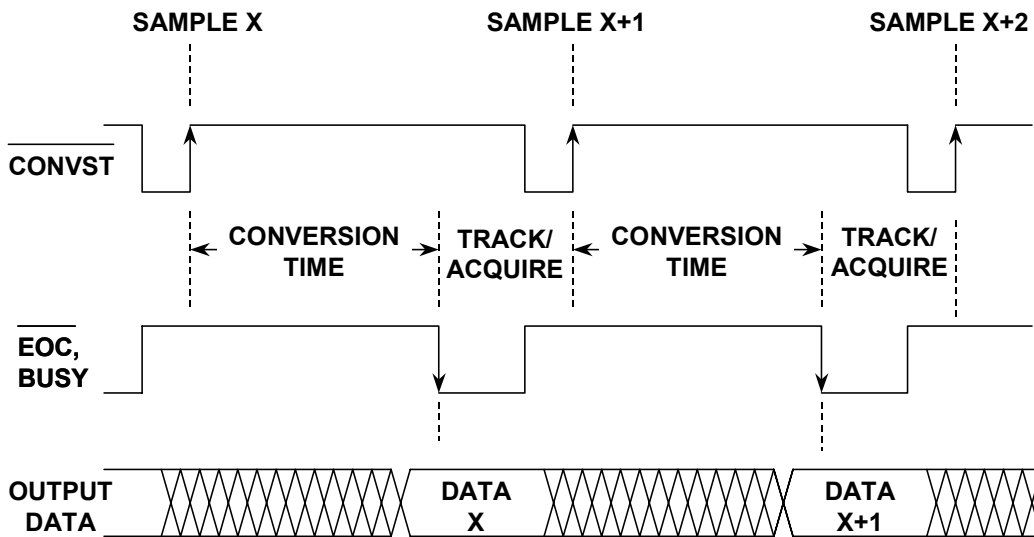 SAMPLE X
SAMPLE X+1
SAMPLE X+2
CONVST
CONVERSION
TIME
TRACK/
ACQUIRE
CONVERSION
TIME
TRACK/
ACQUIRE
EOC,
BUSY
OUTPUT
DATA
DATA
X
DATA
X+1